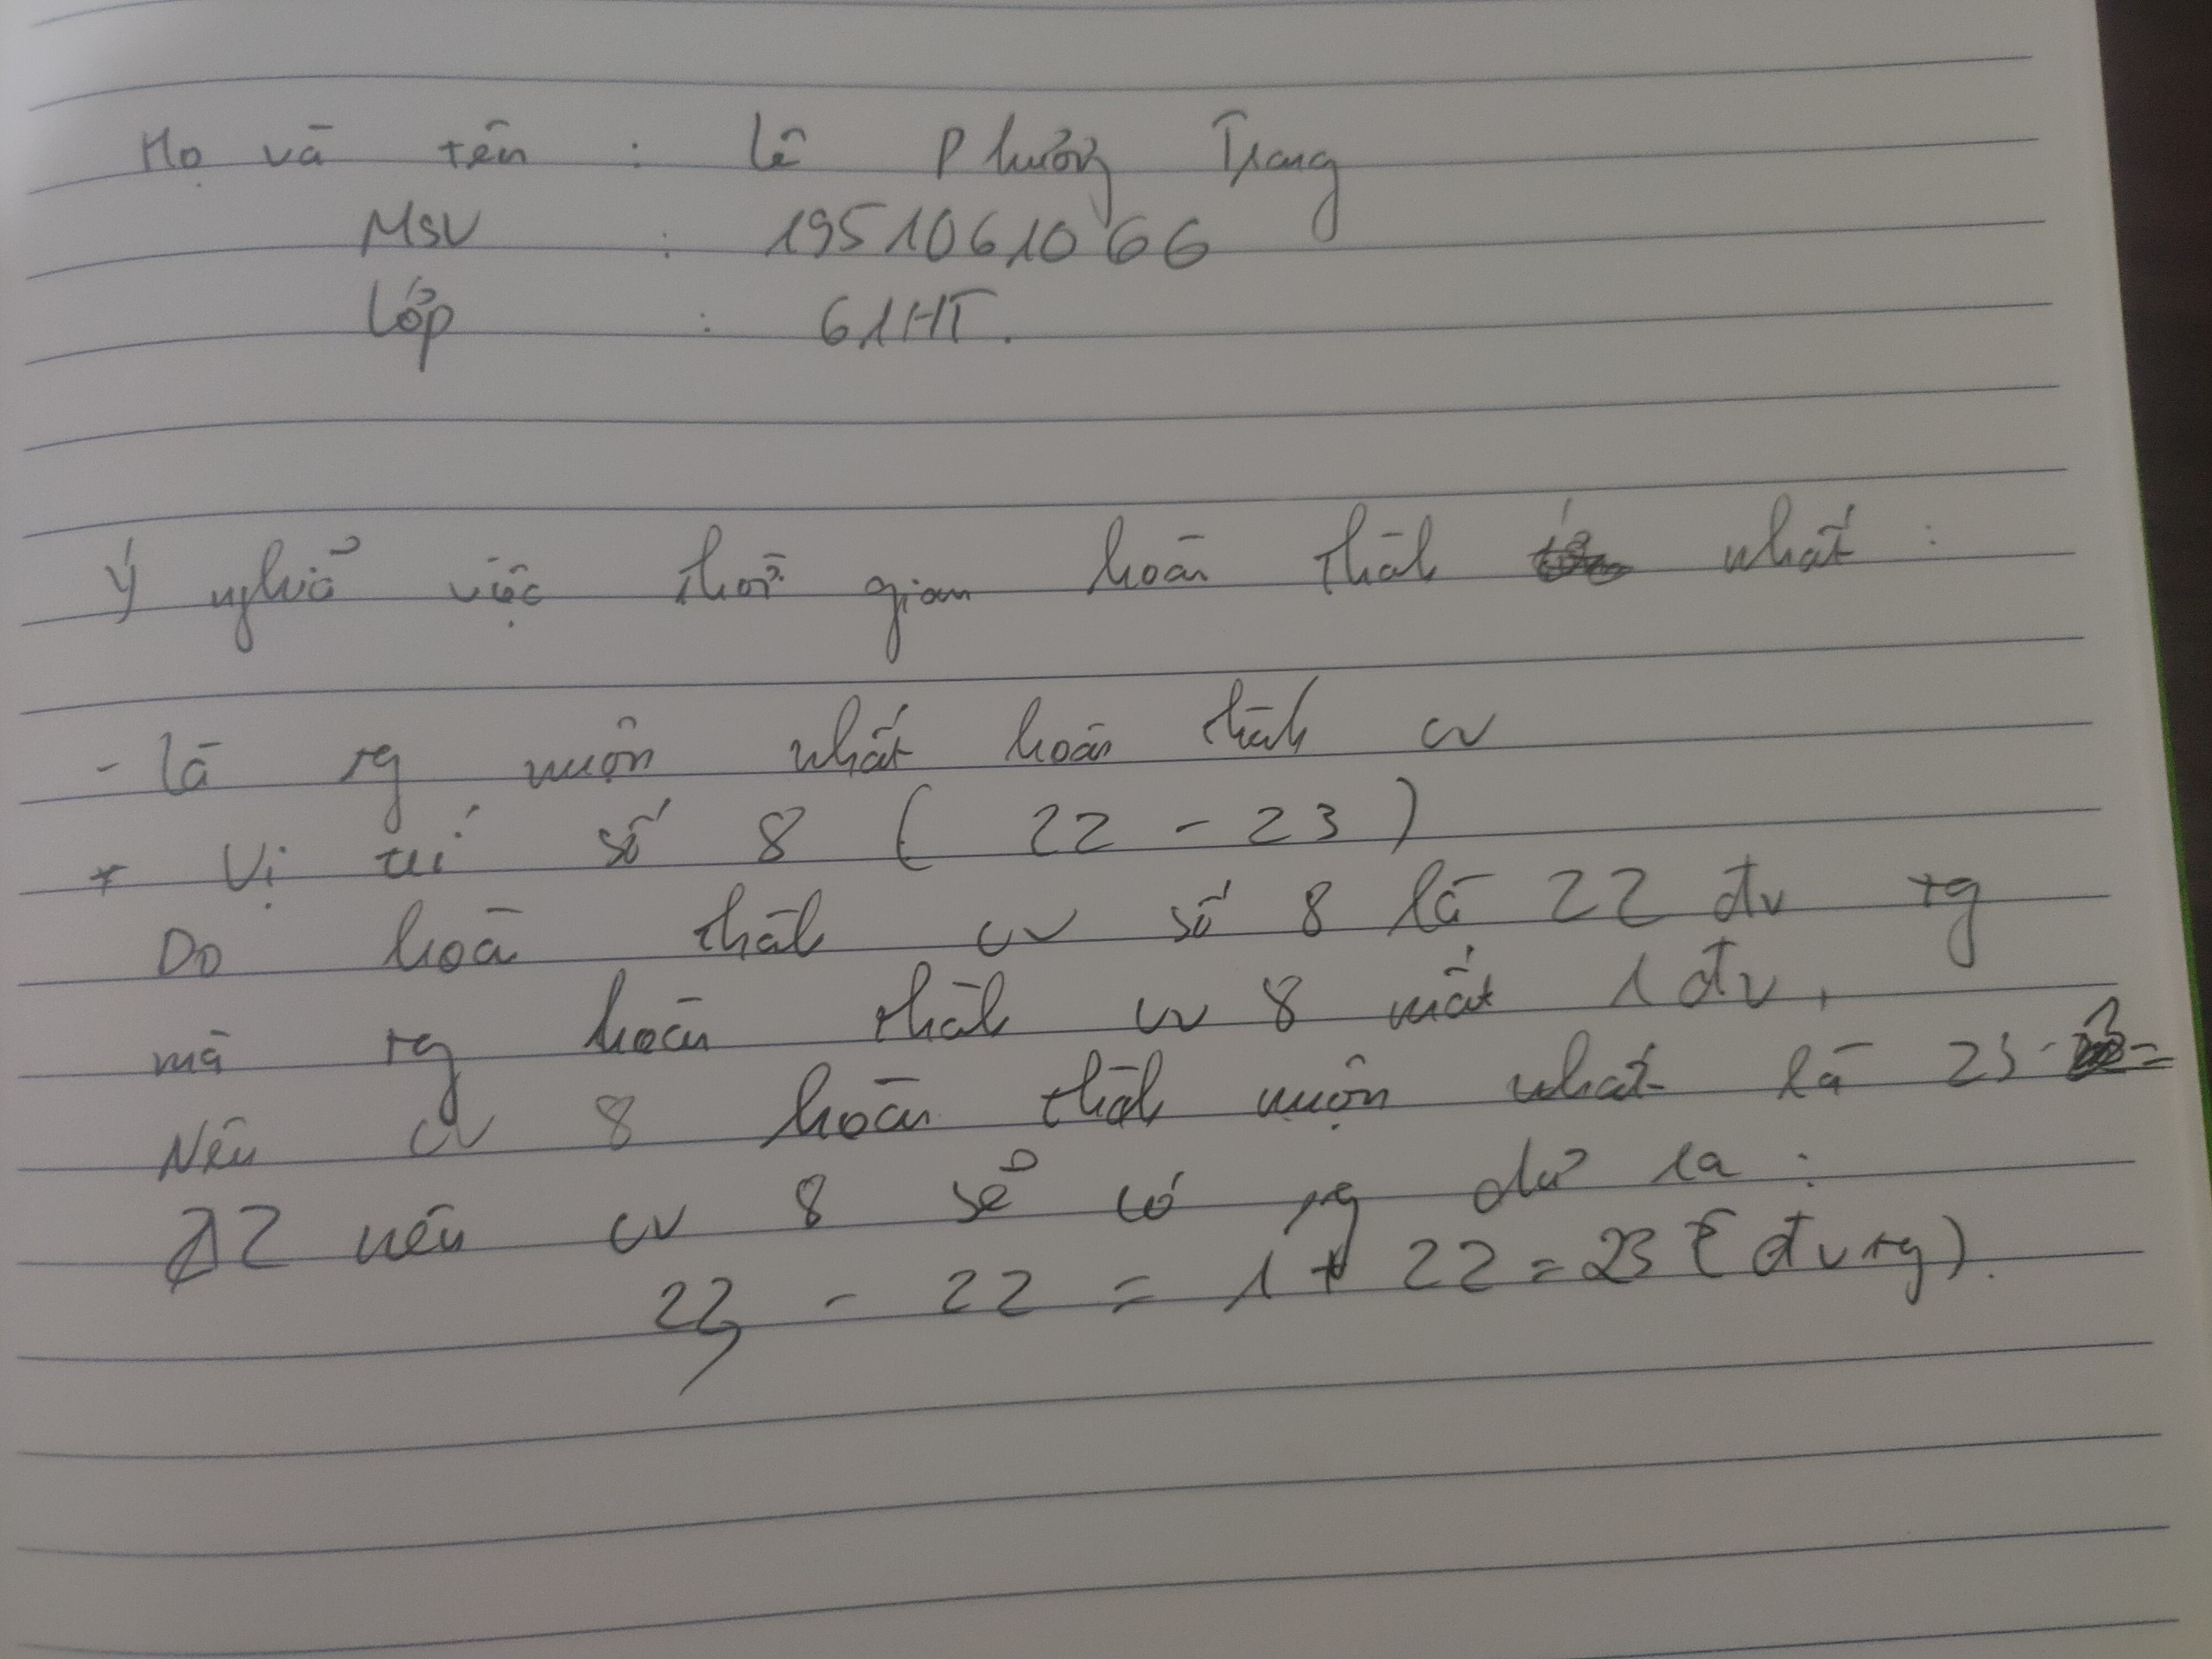 Họ và tên : Lê Phương Trang
MSV : 1951061066
Lớp : 61HT.
Ý nghĩa việc thời gian hoàn thành nhất :
- là tg muộn nhất hoàn thành cv
+ Vị trí số 8 ( 22 - 23 )
Do hoàn thành cv số 8 là 22 đv tg
mà tg hoàn thành cv 8 mất 1 đv,
Nên cv 8 hoàn thành muộn nhất là 23 - =
22 nên cv 8 sẽ có tg dư ra :
23 - 22 = 1 + 22 = 23 (đv tg).